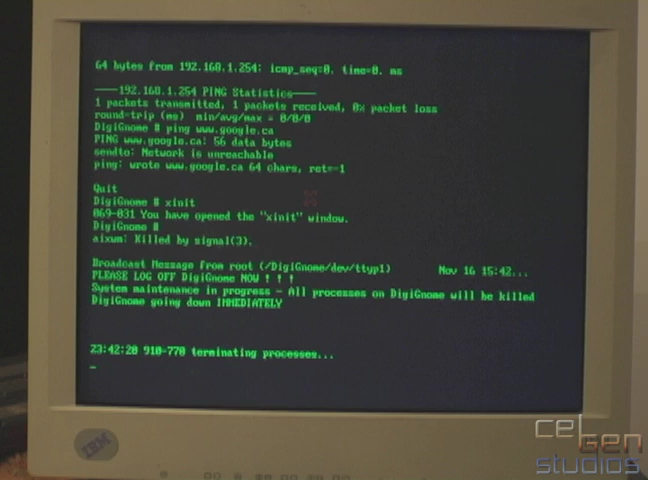 64 bytes from 192.168.1.254: icmp_seq=0. time=0. ms
----192.168.1.254 PING Statistics----
1 packets transmitted, 1 packets received, 0% packet loss
round-trip (ms)  min/avg/max = 0/0/0
DigiGnome # ping www.google.ca
PING www.google.ca: 56 data bytes
sendto: Network is unreachable
ping: wrote www.google.ca 64 chars, ret=-1
Quit
DigiGnome # xinit
069-031 You have opened the "xinit" window.
DigiGnome #
aixwm: Killed by signal(3).
Broadcast Message from root (/DigiGnome/dev/ttyp1) Nov 16 15:42...
PLEASE LOG OFF DigiGnome NOW ! ! !
System maintenance in progress - All processes on DigiGnome will be killed
DigiGnome going down IMMEDIATELY
23:42:20 910-770 terminating processes...
IBM
cel gen
studios